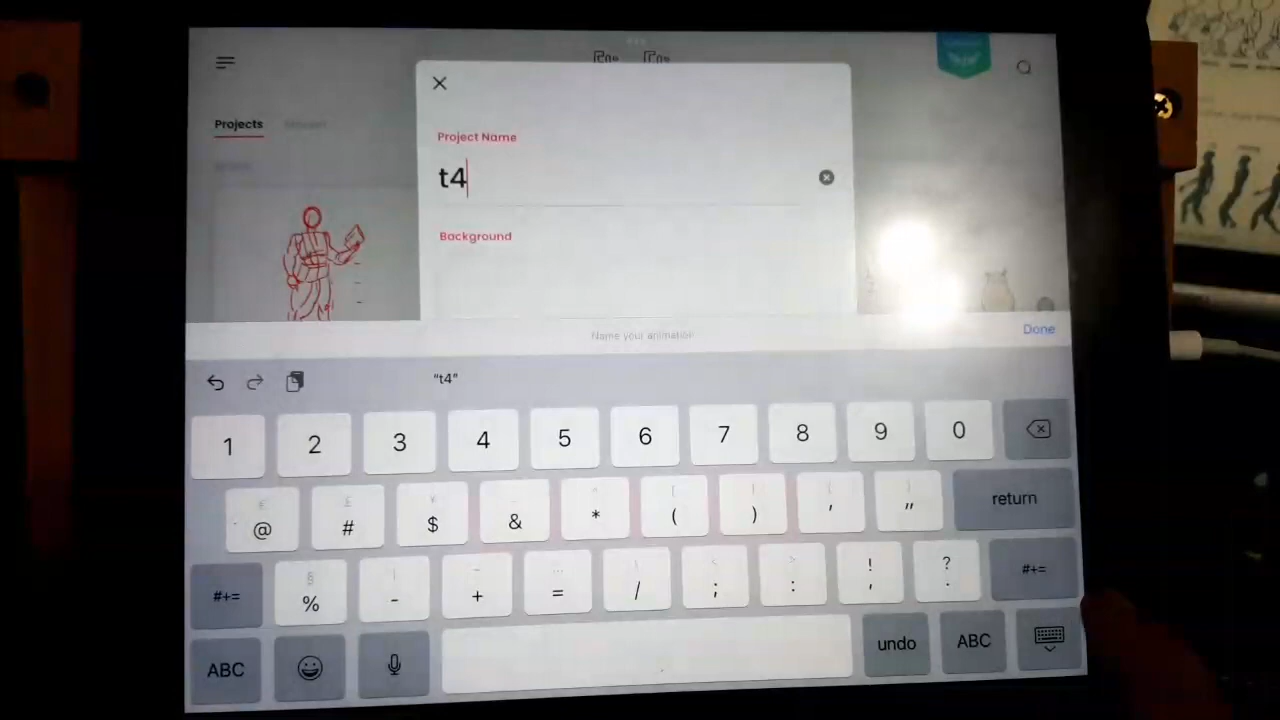 Projects
Project Name
t4
Background
Name your animation
Done
"t4"
1 2 3 4 5 6 7 8 9 0
@ # $ & * ( ) ' " return
#+= % - + = / ; : ! , ? . #+=
ABC undo ABC